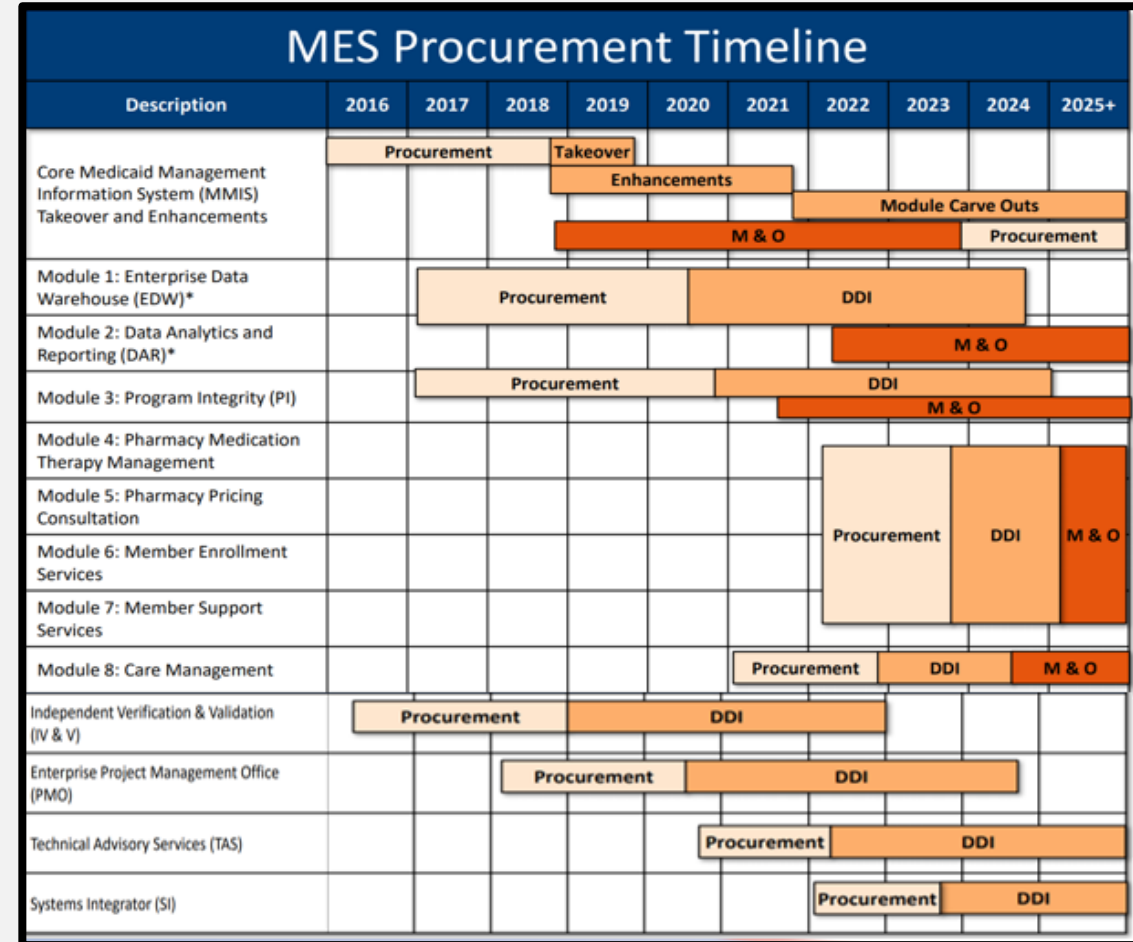 MES Procurement Timeline
Description 2016 2017 2018 2019 2020 2021 2022 2023 2024 2025+
Core Medicaid Management
Information System (MMIS)
Takeover and Enhancements
Procurement Takeover
Enhancements
Module Carve Outs
M & O Procurement
Module 1: Enterprise Data
Warehouse (EDW)*
Procurement DDI
Module 2: Data Analytics and
Reporting (DAR)*
M & O
Module 3: Program Integrity (PI)
Procurement DDI
M & O
Module 4: Pharmacy Medication
Therapy Management
Module 5: Pharmacy Pricing
Consultation
Module 6: Member Enrollment
Services
Module 7: Member Support
Services
Procurement DDI M & O
Module 8: Care Management
Procurement DDI M & O
Independent Verification & Validation
(IV & V)
Procurement DDI
Enterprise Project Management Office
(PMO)
Procurement DDI
Technical Advisory Services (TAS)
Procurement DDI
Systems Integrator (SI)
Procurement DDI